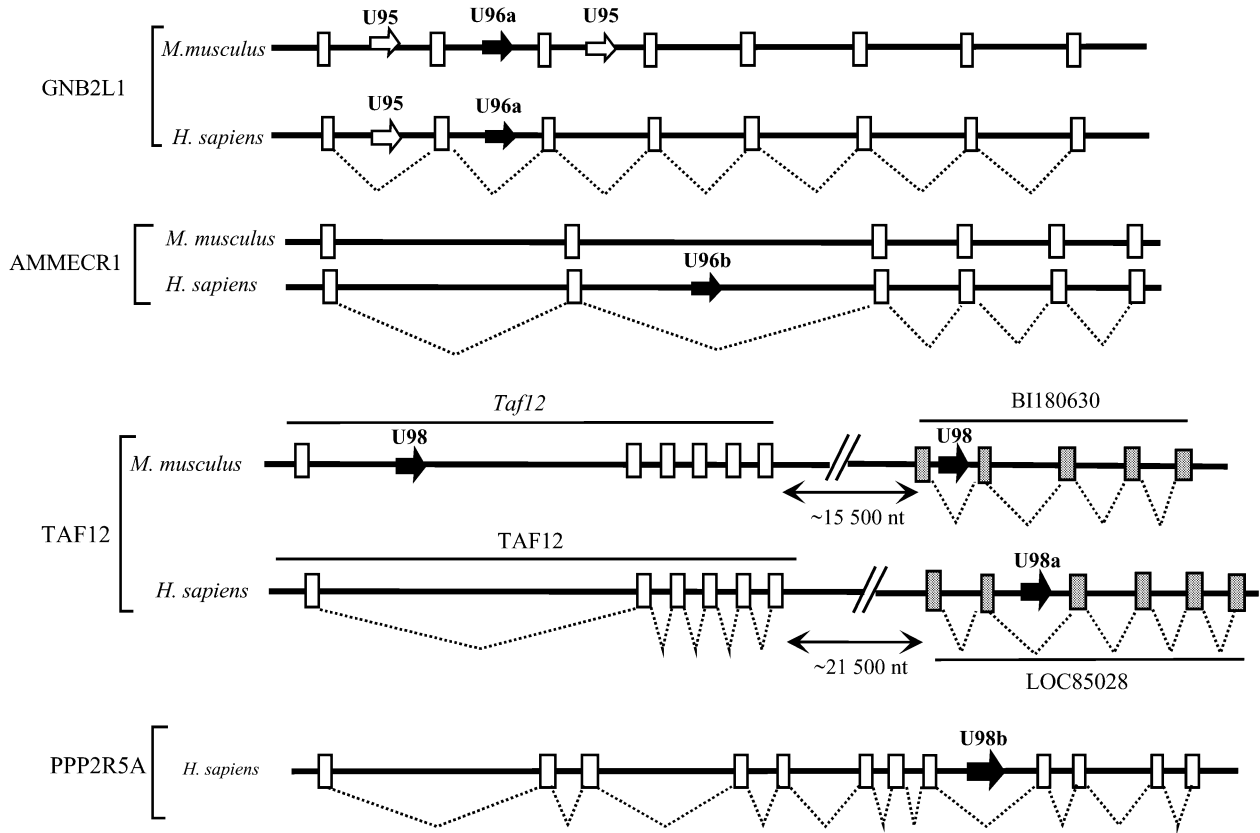 U95 U96a U95
M.musculus
GNB2L1
U95 U96a
H. sapiens
M. musculus
AMMECR1
U96b
H. sapiens
Taf12 BI180630
U98 U98
M. musculus
~15 500 nt
TAF12
TAF12
U98a
H. sapiens
~21 500 nt
LOC85028
U98b
PPP2R5A H. sapiens